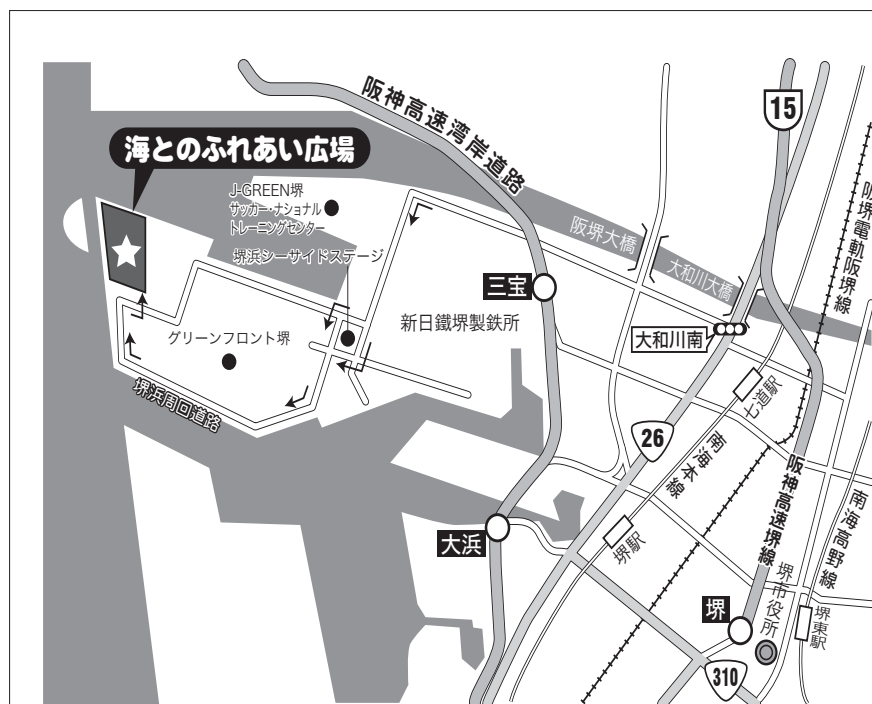 阪神高速湾岸道路
15
海とのふれあい広場
J-GREEN堺
サッカー・ナショナル
トレーニングセンター
堺浜シーサイドステージ
阪堺電軌阪堺線
阪堺大橋
大和川大橋
三宝
新日鐵堺製鉄所
大和川南
グリーンフロント堺
堺浜周回道路
七道駅
26
南海本線
阪神高速堺線
南海高野線
大浜
堺駅
堺市役所
堺
堺東駅
310